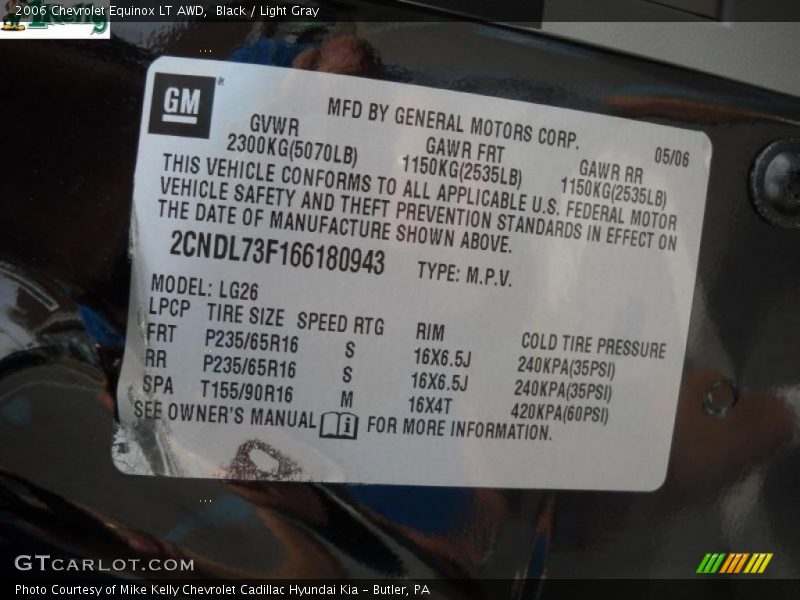 2006 Chevrolet Equinox LT AWD,  Black / Light Gray
GM
MFD BY GENERAL MOTORS CORP.
05/06
GVWR GAWR FRT GAWR RR
2300KG(5070LB) 1150KG(2535LB) 1150KG(2535LB)
THIS VEHICLE CONFORMS TO ALL APPLICABLE U.S. FEDERAL MOTOR
VEHICLE SAFETY AND THEFT PREVENTION STANDARDS IN EFFECT ON
THE DATE OF MANUFACTURE SHOWN ABOVE.
2CNDL73F166180943 TYPE: M.P.V.
MODEL: LG26
LPCP TIRE SIZE SPEED RTG RIM COLD TIRE PRESSURE
FRT P235/65R16 S 16X6.5J 240KPA(35PSI)
RR P235/65R16 S 16X6.5J 240KPA(35PSI)
SPA T155/90R16 M 16X4T 420KPA(60PSI)
SEE OWNER'S MANUAL FOR MORE INFORMATION.
GTCARLOT.COM
Photo Courtesy of Mike Kelly Chevrolet Cadillac Hyundai Kia – Butler, PA